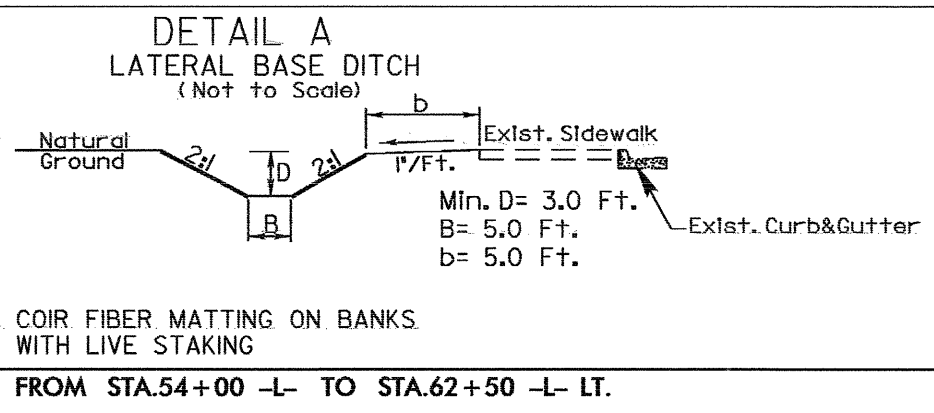 DETAIL A
LATERAL BASE DITCH
(Not to Scale)
b
Natural
Ground
2:1
D
2:1
1"/Ft.
Exist. Sidewalk
B
Min. D= 3.0 Ft.
B= 5.0 Ft.
b= 5.0 Ft.
Exist. Curb&Gutter
COIR FIBER MATTING ON BANKS
WITH LIVE STAKING
FROM STA.54+00 -L- TO STA.62+50 -L- LT.